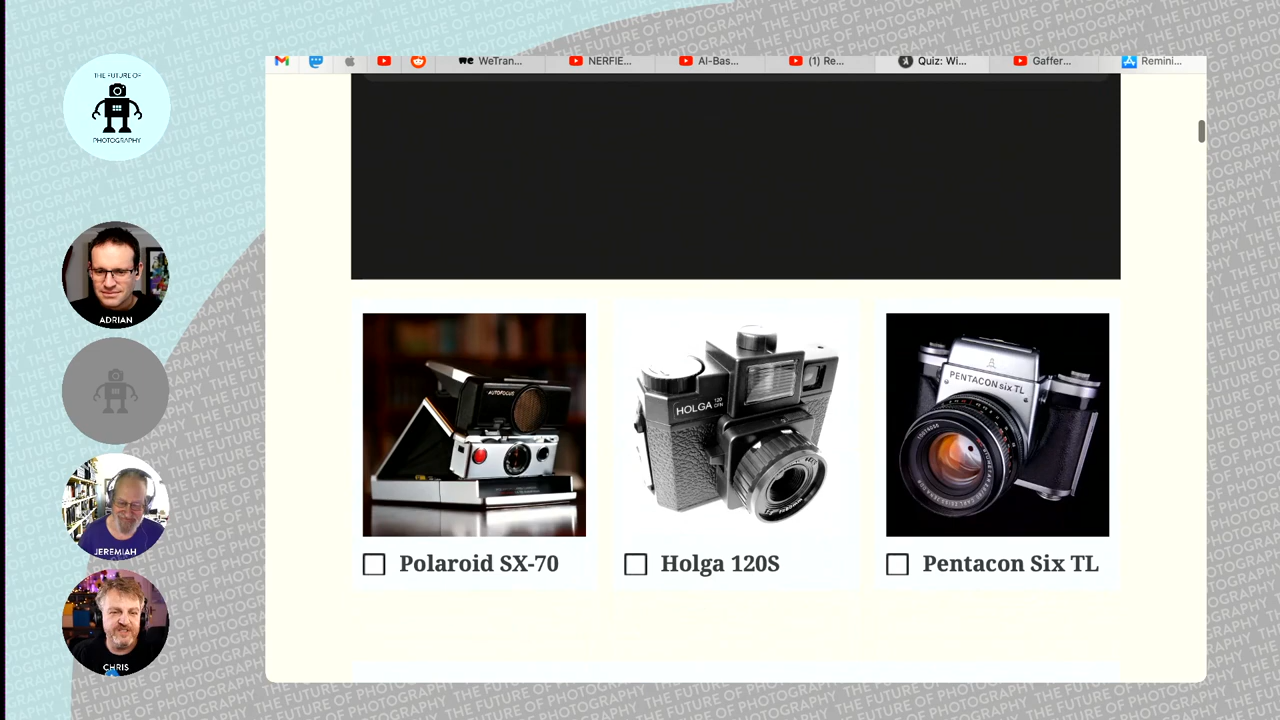 THE FUTURE OF
PHOTOGRAPHY
ADRIAN
JEREMIAH
CHRIS
WeTran...
NERFIE...
AI-Bas...
(1) Re...
Quiz: Wi...
Gaffer...
Remini...
AUTOFOCUS
HOLGA 120
CFN
PENTACON six TL
Polaroid SX-70
Holga 120S
Pentacon Six TL
THE FUTURE OF PHOTOGRAPHY